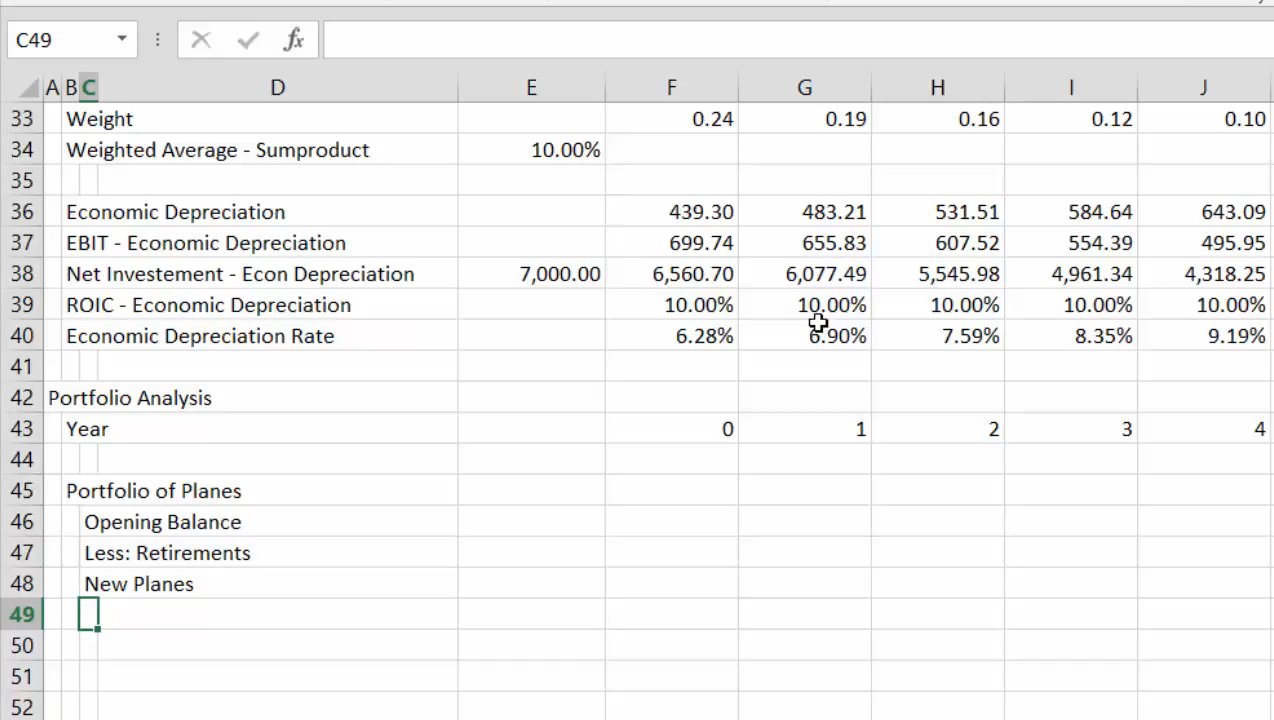 C49
fx
A B C D E F G H I J
33 Weight 0.24 0.19 0.16 0.12 0.10
34 Weighted Average - Sumproduct 10.00%
35
36 Economic Depreciation 439.30 483.21 531.51 584.64 643.09
37 EBIT - Economic Depreciation 699.74 655.83 607.52 554.39 495.95
38 Net Investement - Econ Depreciation 7,000.00 6,560.70 6,077.49 5,545.98 4,961.34 4,318.25
39 ROIC - Economic Depreciation 10.00% 10.00% 10.00% 10.00% 10.00%
40 Economic Depreciation Rate 6.28% 6.90% 7.59% 8.35% 9.19%
41
42 Portfolio Analysis
43 Year 0 1 2 3 4
44
45 Portfolio of Planes
46 Opening Balance
47 Less: Retirements
48 New Planes
49
50
51
52